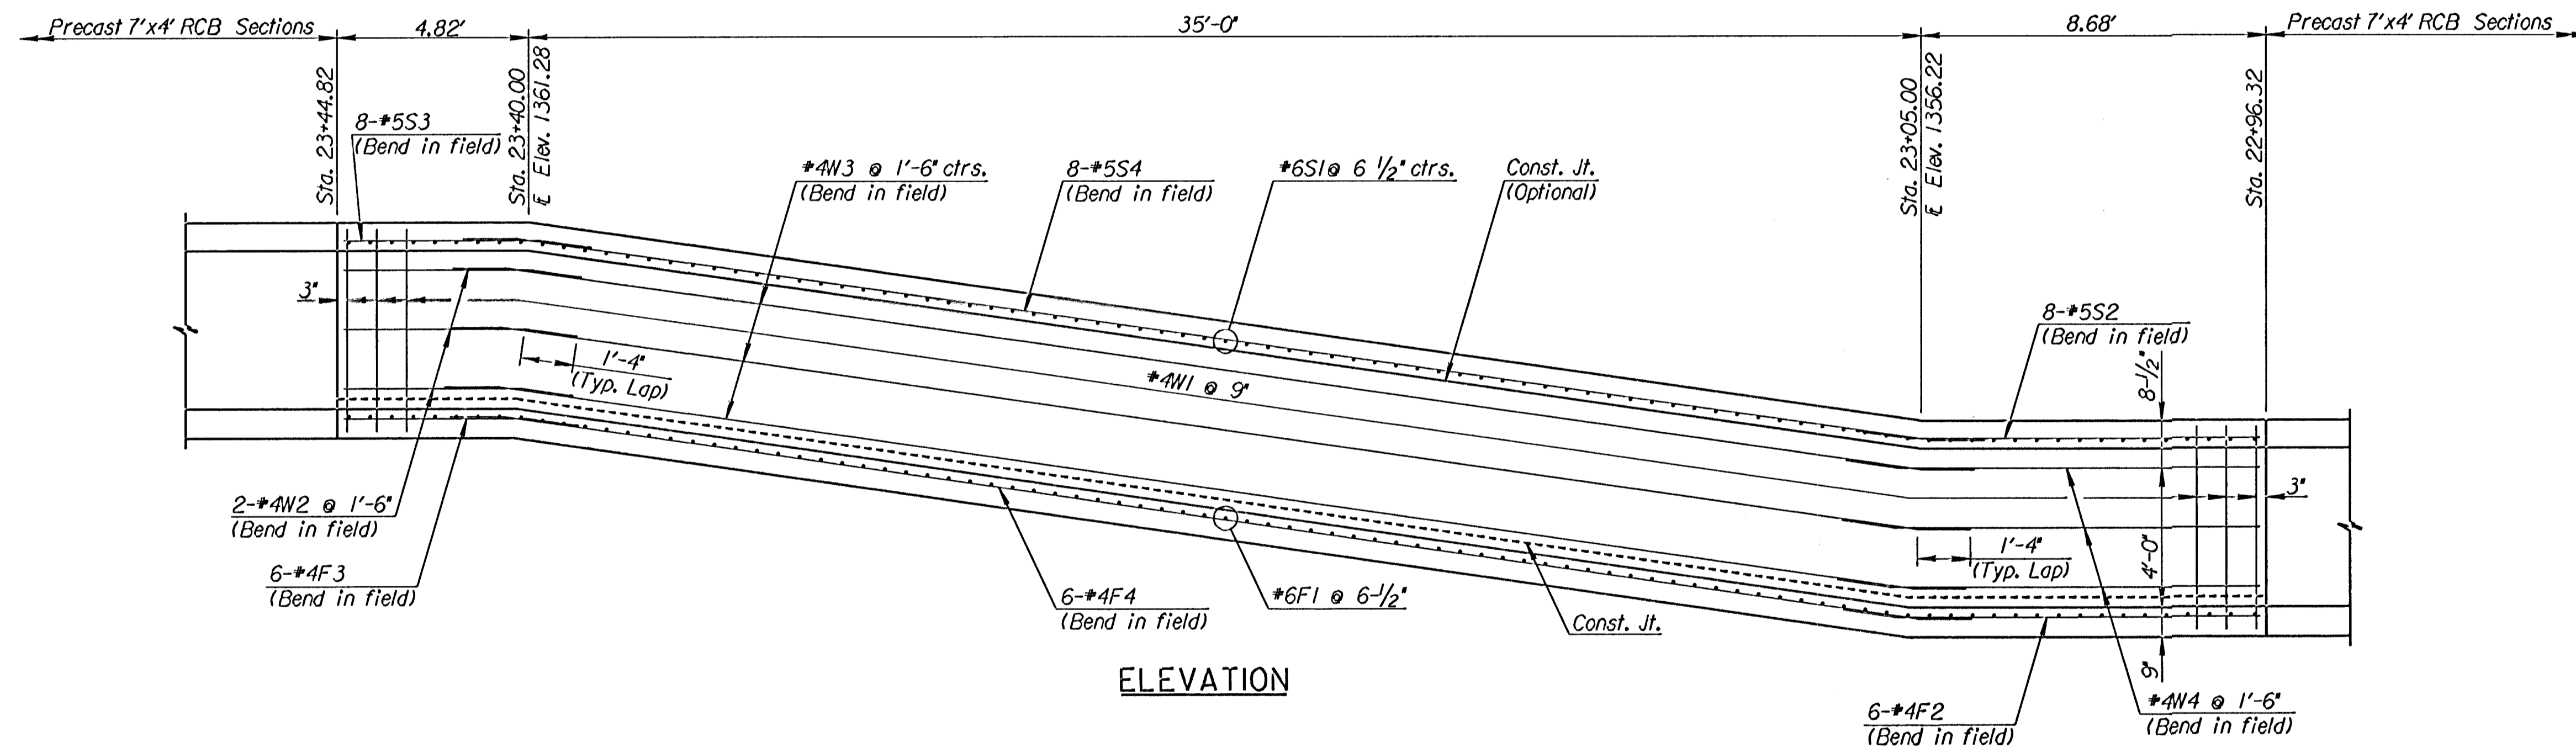 Precast 7'x4' RCB Sections
4.82'
35'-0"
8.68'
Precast 7'x4' RCB Sections
Sta. 23+44.82
Sta. 23+40.00
℄ Elev. 1361.28
Sta. 23+05.00
℄ Elev. 1356.22
Sta. 22+96.32
8-#5S3
(Bend in field)
#4W3 @ 1'-6" ctrs.
(Bend in field)
8-#5S4
(Bend in field)
#6S1@ 6 1/2" ctrs.
Const. Jt.
(Optional)
8-#5S2
(Bend in field)
3"
1'-4"
(Typ. Lap)
#4W1 @ 9"
8-1/2"
3"
2-#4W2 @ 1'-6"
(Bend in field)
6-#4F3
(Bend in field)
6-#4F4
(Bend in field)
#6F1 @ 6-1/2"
Const. Jt.
1'-4"
(Typ. Lap)
4'-0"
9"
ELEVATION
6-#4F2
(Bend in field)
#4W4 @ 1'-6"
(Bend in field)